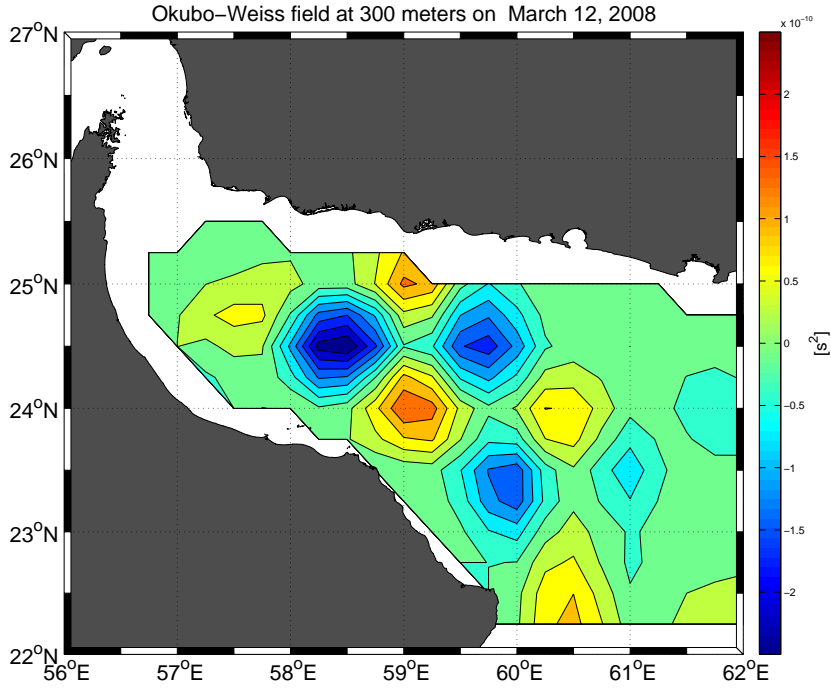 Okubo−Weiss field at 300 meters on March 12, 2008
x 10⁻¹⁰
27°N
26°N
25°N
24°N
23°N
22°N
56°E 57°E 58°E 59°E 60°E 61°E 62°E
2
1.5
1
0.5
0
−0.5
−1
−1.5
−2
[s²]